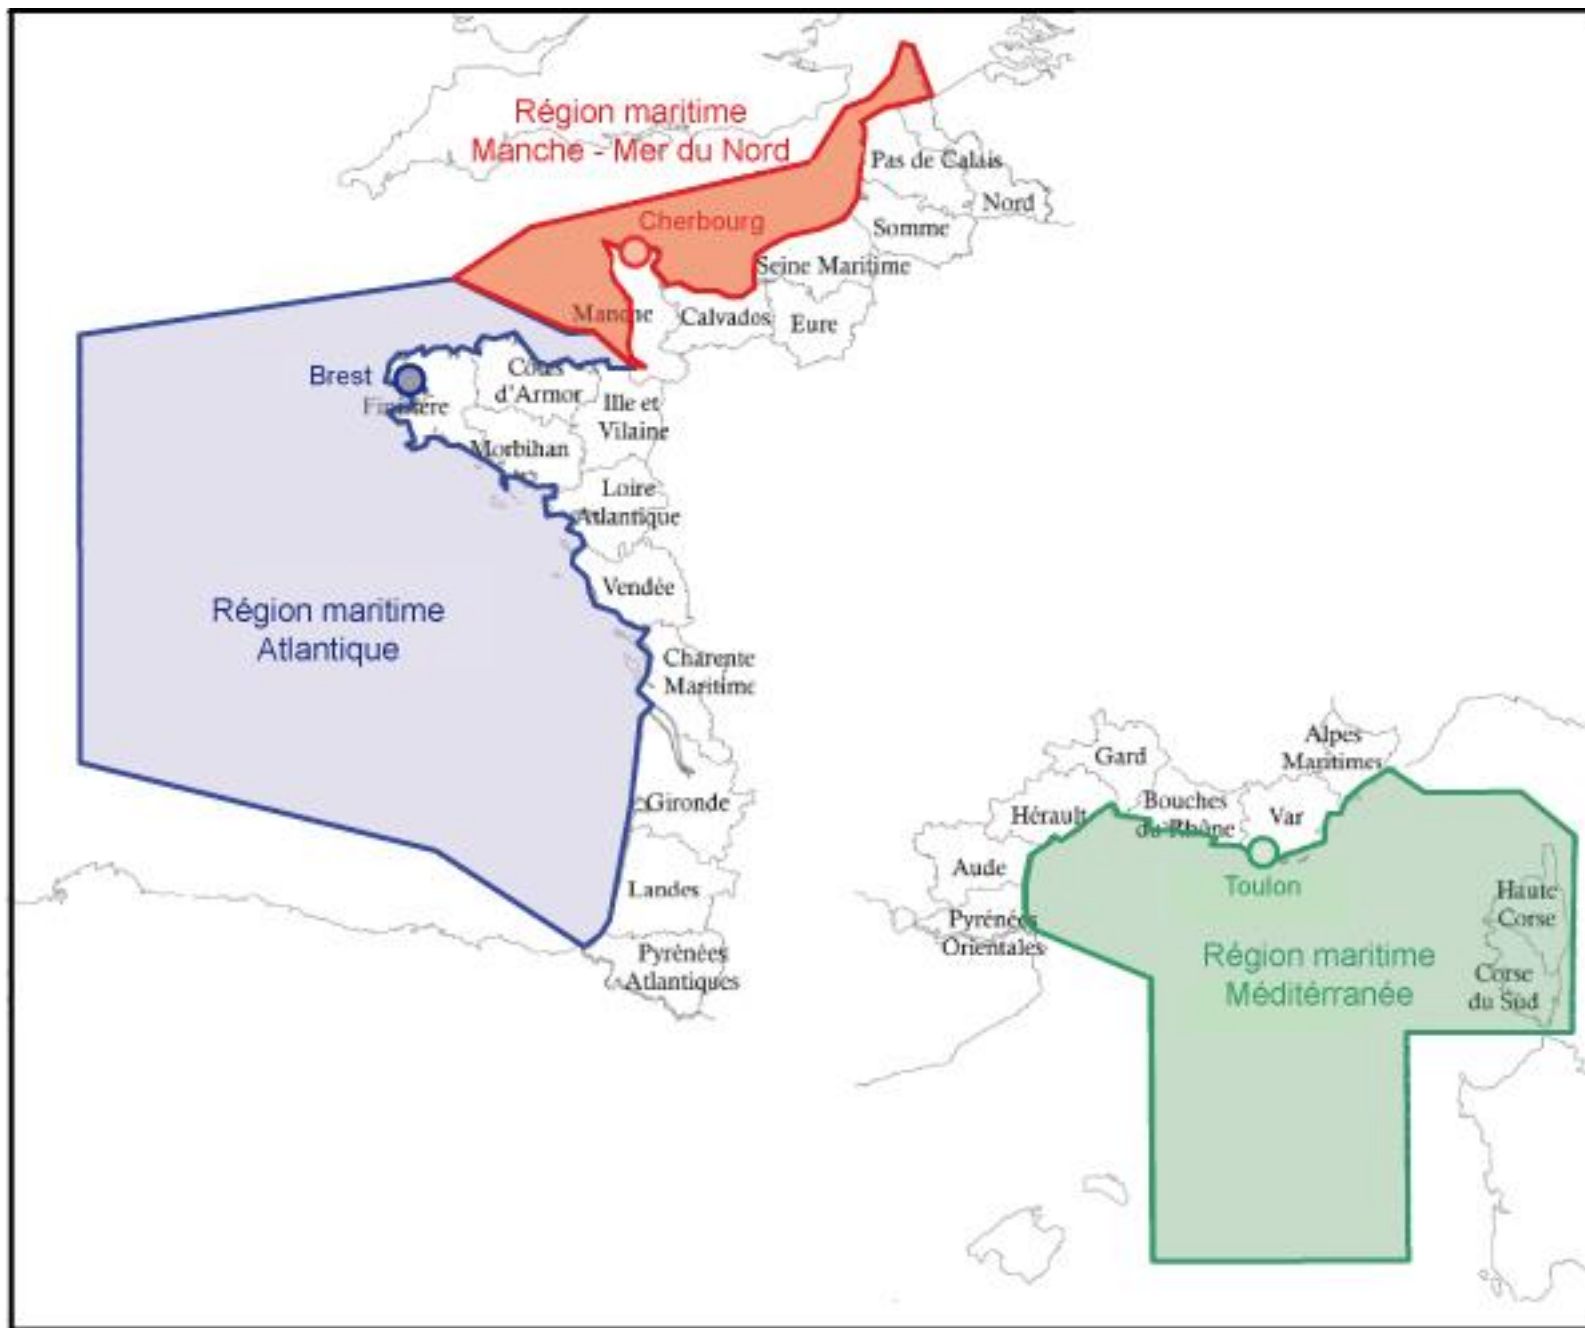 Région maritime
Manche - Mer du Nord
Pas de Calais
Nord
Cherbourg
Somme
Seine Maritime
Manche
Calvados
Eure
Brest
Finistère
Côtes
d'Armor
Ille et
Vilaine
Morbihan
Loire
Atlantique
Vendée
Région maritime
Atlantique
Charente
Maritime
Gironde
Landes
Pyrénées
Atlantiques
Alpes
Maritimes
Gard
Hérault
Bouches
du Rhône
Var
Aude
Toulon
Haute
Corse
Pyrénées
Orientales
Région maritime
Méditérranée
Corse
du Sud